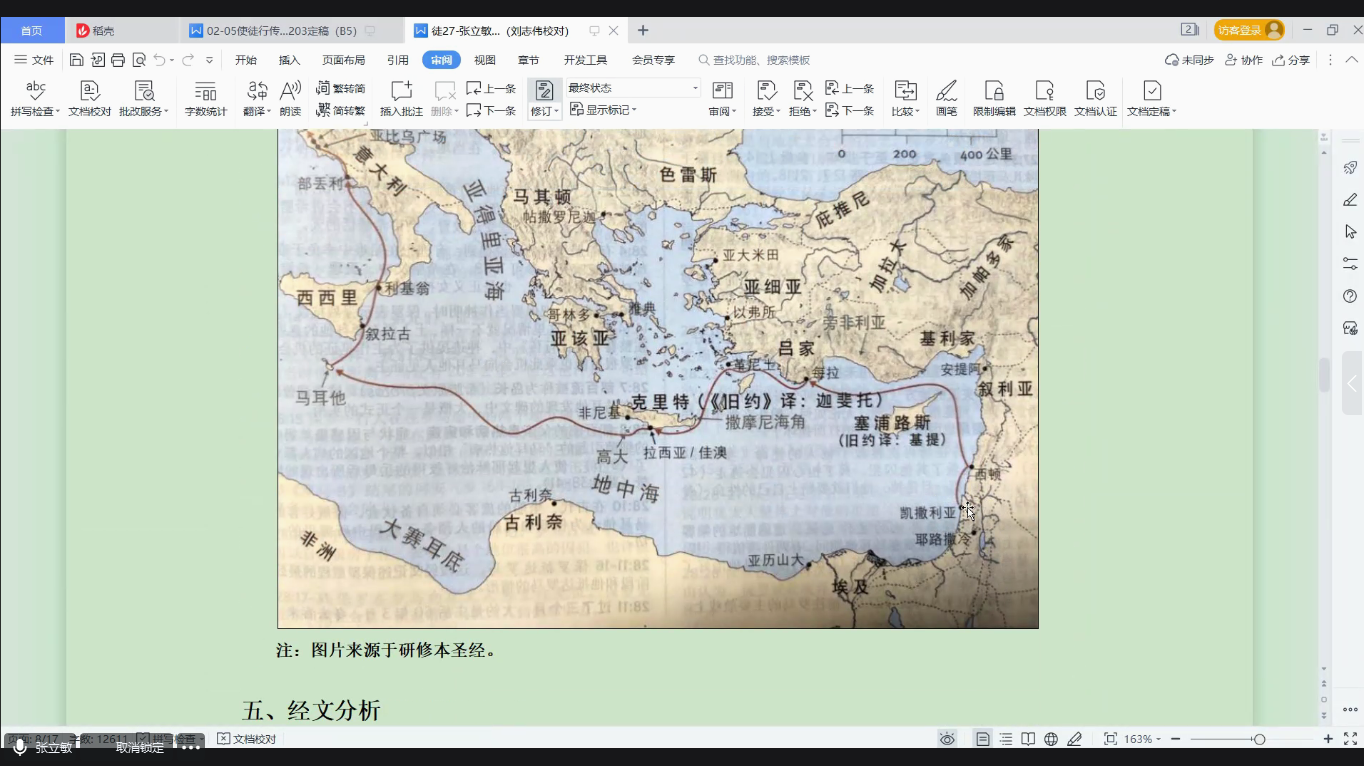 首页
稻壳
02-05使徒行传...203定稿（B5）
徒27-张立敏...（刘志伟校对）
访客登录
文件
开始
插入
页面布局
引用
审阅
视图
章节
开发工具
会员专享
查找功能、搜索模板
未同步
协作
分享
拼写检查
文档校对
批改服务
字数统计
翻译
朗读
繁转简
简转繁
插入批注
删除
上一条
下一条
修订
最终状态
显示标记
审阅
接受
拒绝
上一条
下一条
比较
画笔
限制编辑
文档权限
文档认证
文档定稿
亚比乌广场
意大利
部丢利
亚得里亚海
马其顿
帖撒罗尼迦
色雷斯
0 200 400 公里
庇推尼
亚大米田
加拉太
加帕多家
亚细亚
西西里
利基翁
叙拉古
哥林多
雅典
亚该亚
以弗所
旁非利亚
吕家
基利家
革尼土
每拉
安提阿
叙利亚
马耳他
非尼基
克里特（《旧约》译：迦斐托）
撒摩尼海角
塞浦路斯
（旧约译：基提）
高大
拉西亚/佳澳
地中海
西顿
古利奈
古利奈
凯撒利亚
耶路撒冷
大赛耳底
非洲
亚历山大
埃及
注：图片来源于研修本圣经。
五、经文分析
页面: 8/17
字数: 12611
拼写检查
文档校对
张立敏
取消锁定
163%